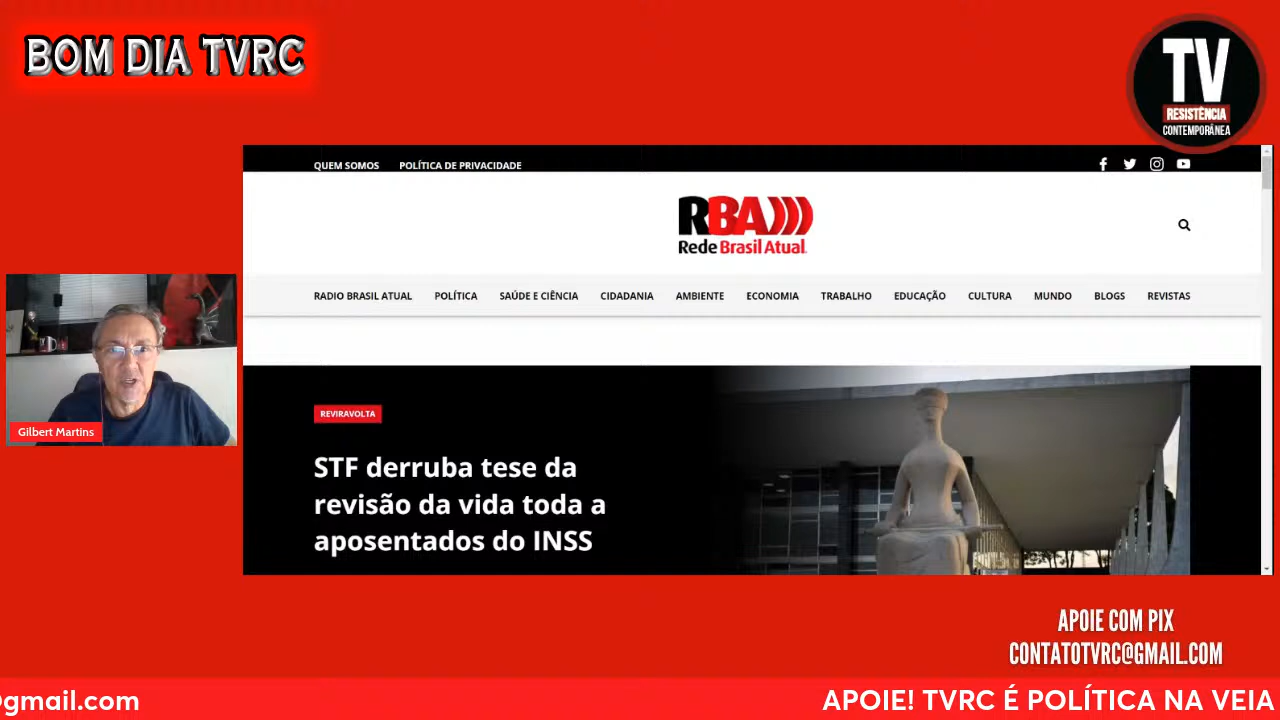 BOM DIA TVRC
TV
RESISTÊNCIA
CONTEMPORÂNEA
QUEM SOMOS POLÍTICA DE PRIVACIDADE
RBA
Rede Brasil Atual
RADIO BRASIL ATUAL POLÍTICA SAÚDE E CIÊNCIA CIDADANIA AMBIENTE ECONOMIA TRABALHO EDUCAÇÃO CULTURA MUNDO BLOGS REVISTAS
REVIRAVOLTA
STF derruba tese da
revisão da vida toda a
aposentados do INSS
Gilbert Martins
APOIE COM PIX
CONTATOTVRC@GMAIL.COM
@gmail.com APOIE! TVRC É POLÍTICA NA VEIA